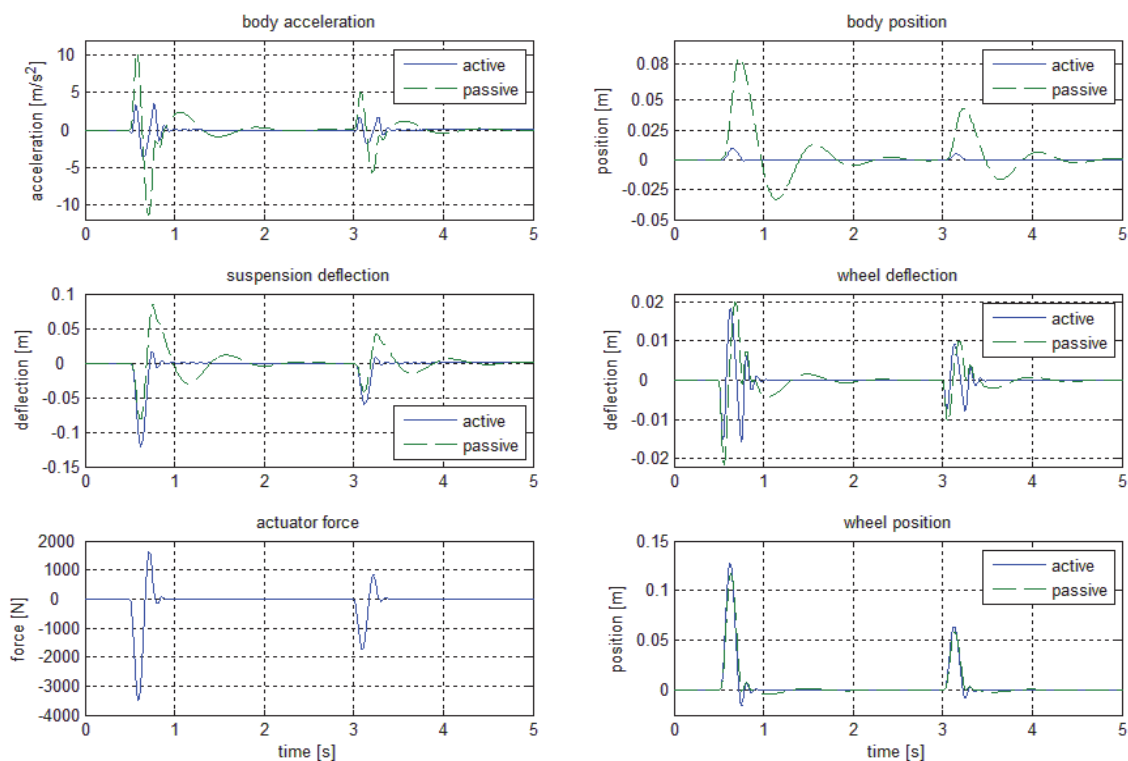 body acceleration
acceleration [m/s²]
10
5
0
-5
-10
active
passive
0 1 2 3 4 5
body position
position [m]
0.08
0.05
0.025
0
-0.025
-0.05
active
passive
0 1 2 3 4 5
suspension deflection
deflection [m]
0.1
0.05
0
-0.05
-0.1
-0.15
active
passive
0 1 2 3 4 5
wheel deflection
deflection [m]
0.02
0.01
0
-0.01
-0.02
active
passive
0 1 2 3 4 5
actuator force
force [N]
2000
1000
0
-1000
-2000
-3000
-4000
0 1 2 3 4 5
time [s]
wheel position
position [m]
0.15
0.1
0.05
0
active
passive
0 1 2 3 4 5
time [s]